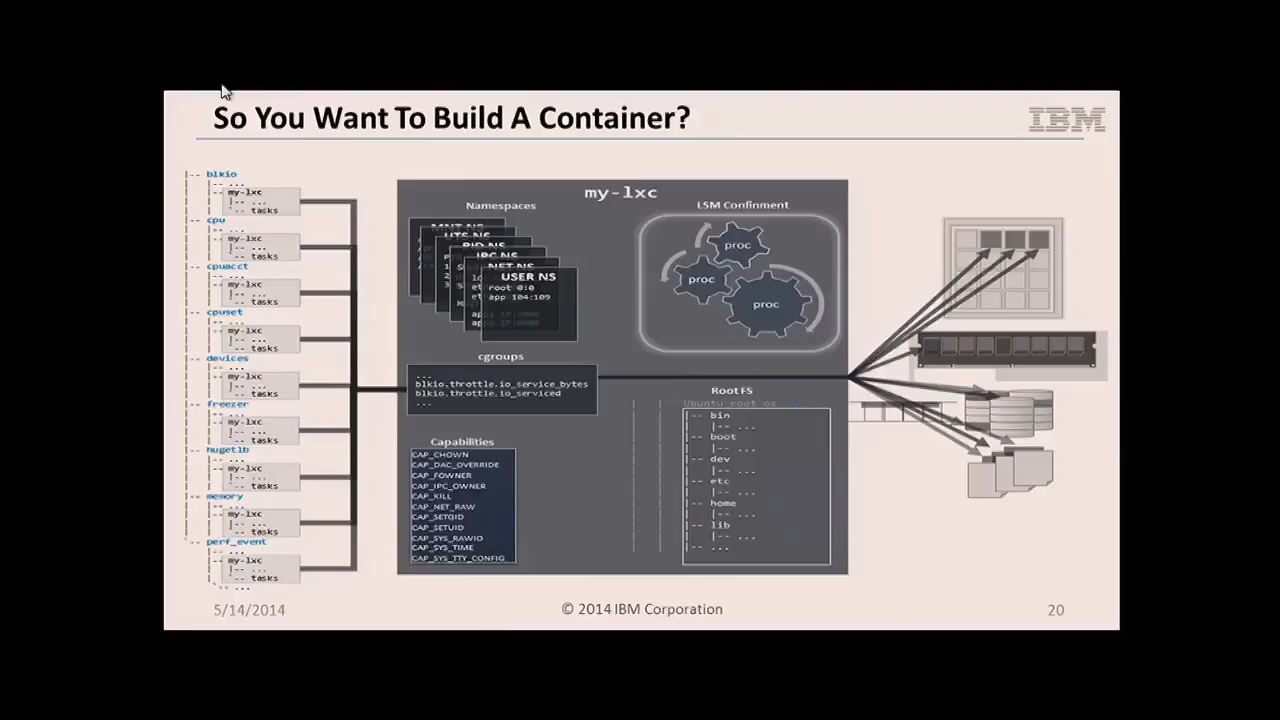 So You Want To Build A Container?
IBM
|-- blkio
|-- ...
|-- my-lxc
|-- ...
|-- tasks
|-- cpu
|-- ...
my-lxc
|-- ...
tasks
|-- cpuacct
|-- ...
my-lxc
|-- ...
tasks
|-- cpuset
|-- ...
my-lxc
|-- ...
tasks
|-- devices
|-- ...
my-lxc
|-- ...
tasks
|-- freezer
|-- ...
my-lxc
|-- ...
tasks
|-- hugetlb
|-- ...
my-lxc
|-- ...
tasks
|-- memory
|-- ...
my-lxc
|-- ...
tasks
|-- perf_event
|-- ...
my-lxc
|-- ...
tasks
...
my-lxc
Namespaces
MNT NS
UTS NS
PID NS
IPC NS
NET NS
USER NS
root 0:0
app 104:109
LSM Confinment
proc
proc
proc
cgroups
...
blkio.throttle.io_service_bytes
blkio.throttle.io_serviced
...
Capabilities
CAP_CHOWN
CAP_DAC_OVERRIDE
CAP_FOWNER
CAP_IPC_OWNER
CAP_KILL
CAP_NET_RAW
CAP_SETGID
CAP_SETUID
CAP_SYS_RAWIO
CAP_SYS_TIME
CAP_SYS_TTY_CONFIG
Root FS
Ubuntu root os
|-- bin
|-- ...
|-- boot
|-- ...
|-- dev
|-- ...
|-- etc
|-- ...
|-- home
|-- ...
|-- lib
|-- ...
|-- ...
5/14/2014
© 2014 IBM Corporation
20